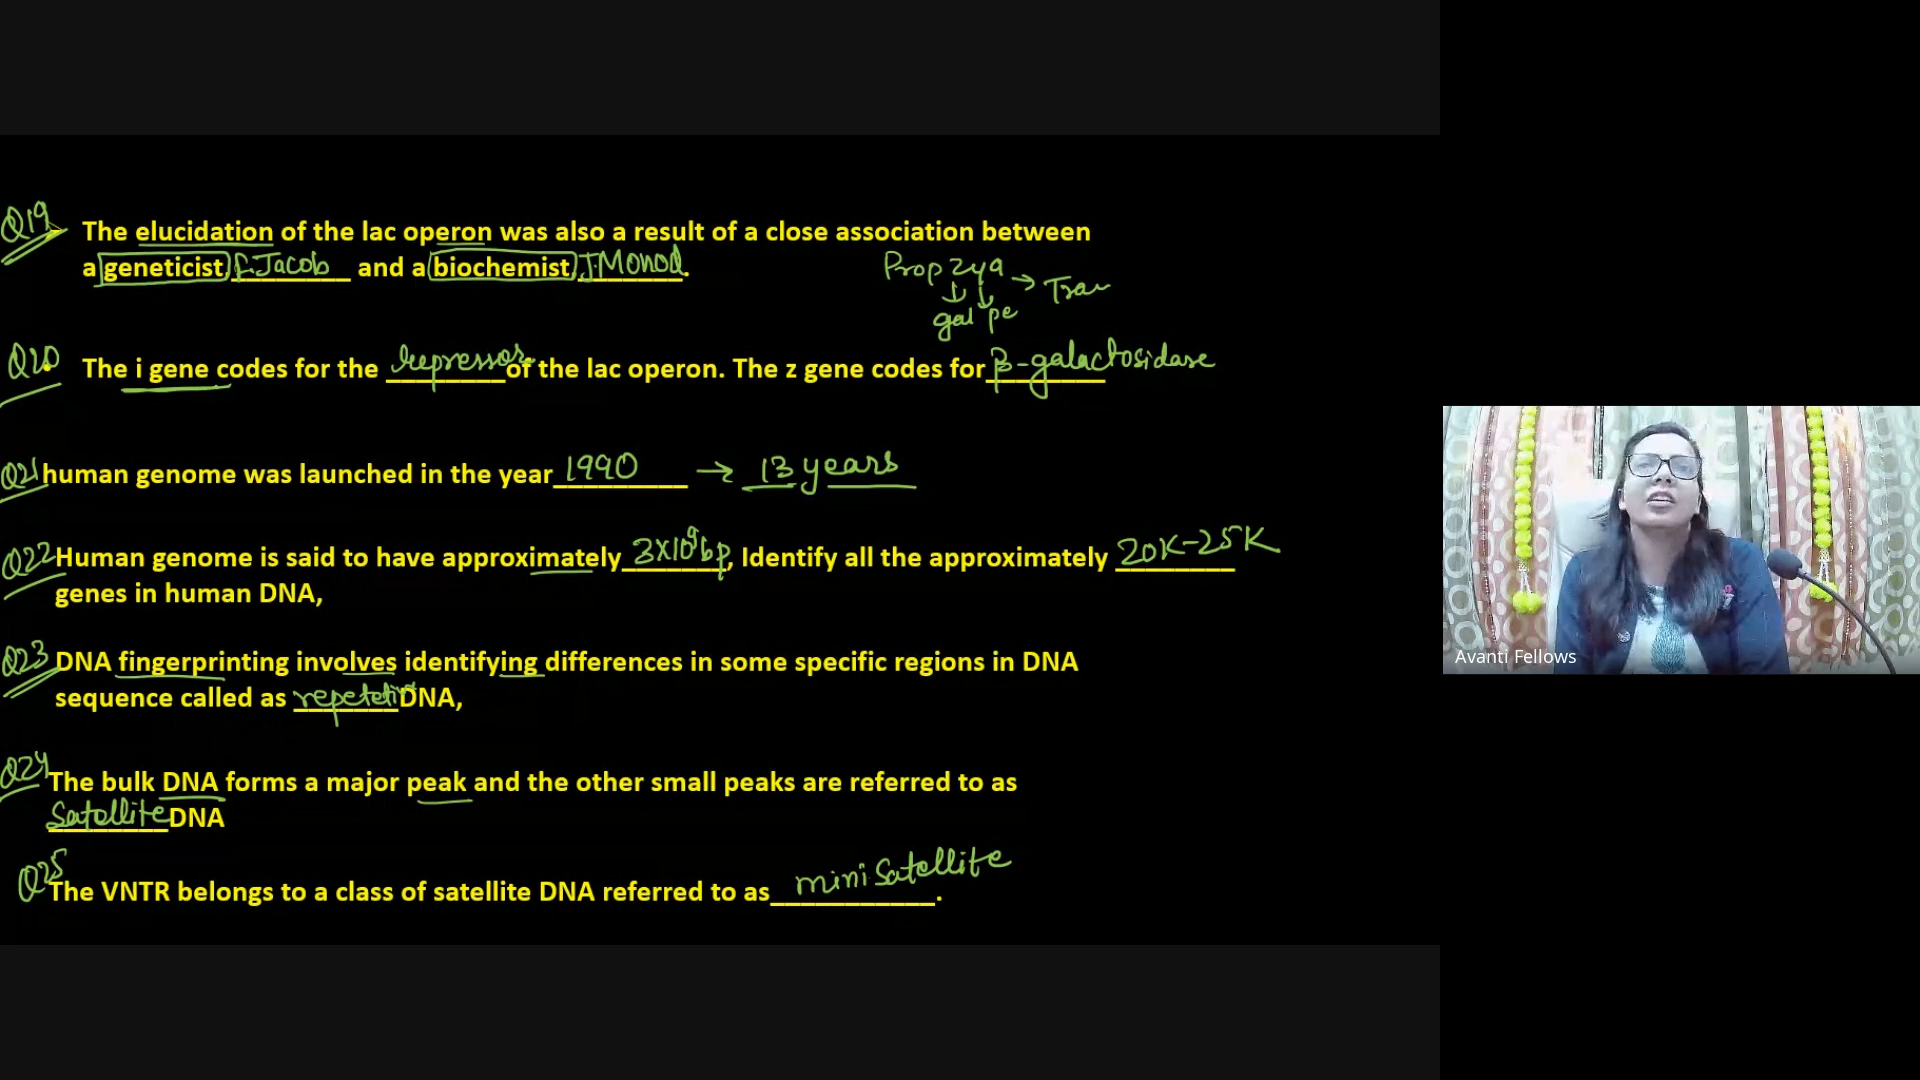 Q19 The elucidation of the lac operon was also a result of a close association between
a geneticist, F.Jacob and a biochemist, J.Monod.
Prop zya → Tran
gal pe
Q20 The i gene codes for the repressor of the lac operon. The z gene codes for β-galactosidase
Q21 human genome was launched in the year 1990 → 13 years
Q22 Human genome is said to have approximately 3x10⁹bp, Identify all the approximately 20K-25K
genes in human DNA,
Q23 DNA fingerprinting involves identifying differences in some specific regions in DNA
sequence called as repetetive DNA,
Q24 The bulk DNA forms a major peak and the other small peaks are referred to as
Satellite DNA
Q25 The VNTR belongs to a class of satellite DNA referred to as mini satellite.
Avanti Fellows